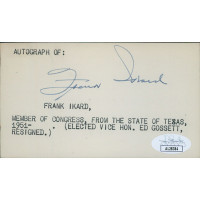 AUTOGRAPH OF:
Frank Ikard
FRANK IKARD,
MEMBER OF CONGRESS, FROM THE STATE OF TEXAS,
1951- . (ELECTED VICE HON. ED GOSSETT,
RESIGNED.)
JSA